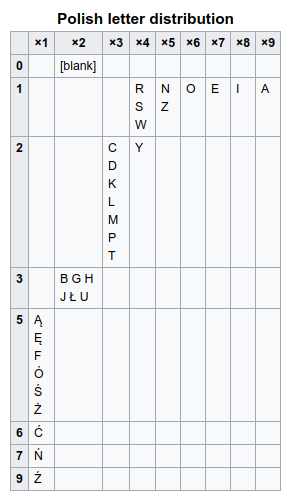 Polish letter distribution
×1 ×2 ×3 ×4 ×5 ×6 ×7 ×8 ×9
0 [blank]
1 R N O E I A
S Z
W
2 C Y
D
K
L
M
P
T
3 B G H
J Ł U
5 Ą
Ę
F
Ó
Ś
Ż
6 Ć
7 Ń
9 Ź